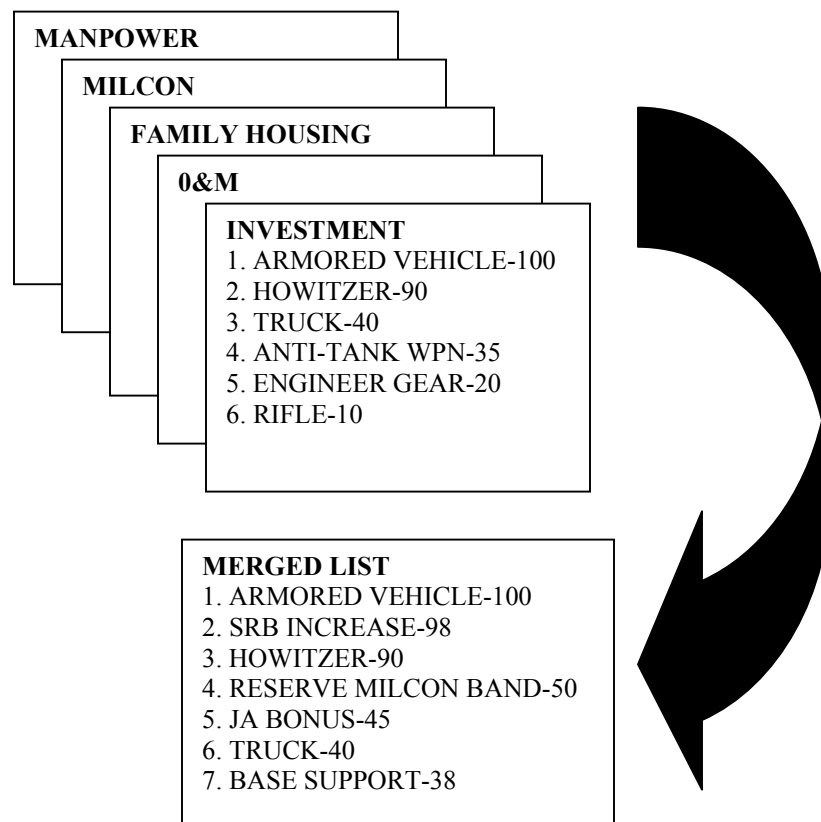 MANPOWER
MILCON
FAMILY HOUSING
0&M
INVESTMENT
1. ARMORED VEHICLE-100
2. HOWITZER-90
3. TRUCK-40
4. ANTI-TANK WPN-35
5. ENGINEER GEAR-20
6. RIFLE-10
MERGED LIST
1. ARMORED VEHICLE-100
2. SRB INCREASE-98
3. HOWITZER-90
4. RESERVE MILCON BAND-50
5. JA BONUS-45
6. TRUCK-40
7. BASE SUPPORT-38